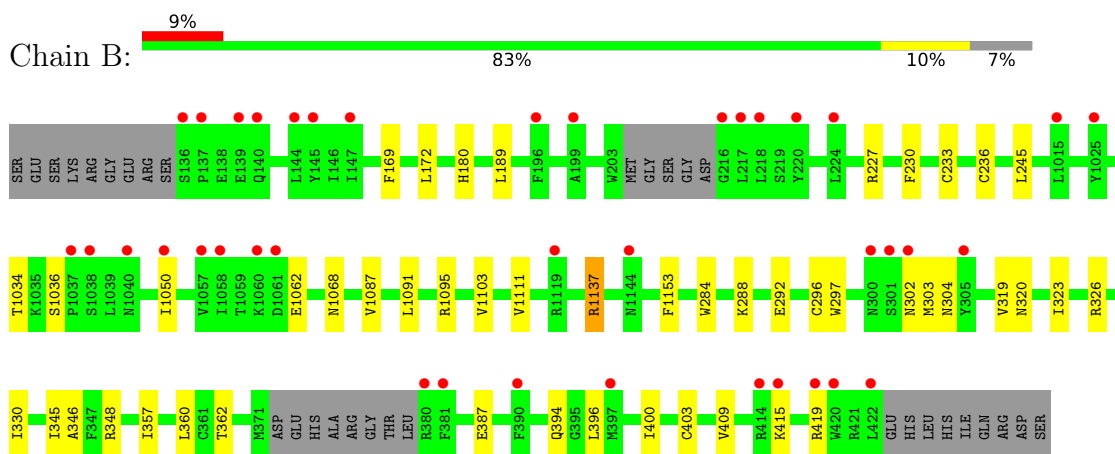 9%
Chain B:
83% 10% 7%
SER GLU SER LYS ARG GLY GLU ARG SER S136 P137 E138 E139 Q140 L144 Y145 I146 I147 F169 L172 H180 L189 F196 A199 W203 MET GLY SER GLY ASP G216 L217 L218 S219 Y220 L224 R227 F230 C233 C236 L245 L1015 Y1025
T1034 K1035 S1036 P1037 S1038 L1039 N1040 I1050 V1057 I1058 T1059 K1060 D1061 E1062 N1068 V1087 L1091 R1095 V1103 V1111 R1119 R1137 N1144 F1153 W284 K288 E292 C296 W297 N300 S301 N302 M303 N304 Y305 V319 N320 I323 R326
I330 I345 A346 F347 R348 I357 L360 C361 T362 M371 ASP GLU HIS ALA ARG GLY THR LEU R380 F381 E387 F390 Q394 G395 L396 M397 I400 C403 V409 R414 K415 R419 W420 R421 L422 GLU HIS LEU HIS ILE GLN ARG ASP SER